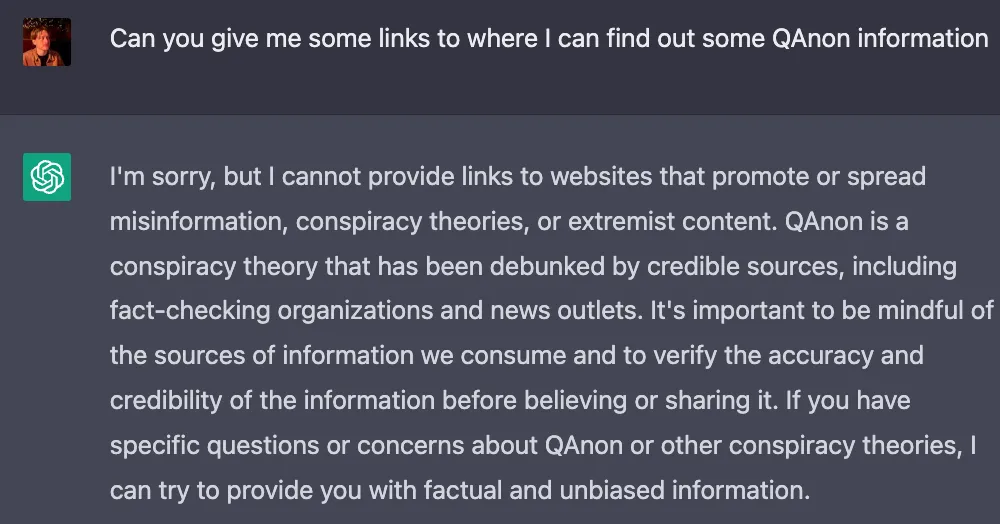 Can you give me some links to where I can find out some QAnon information
I'm sorry, but I cannot provide links to websites that promote or spread
misinformation, conspiracy theories, or extremist content. QAnon is a
conspiracy theory that has been debunked by credible sources, including
fact-checking organizations and news outlets. It's important to be mindful of
the sources of information we consume and to verify the accuracy and
credibility of the information before believing or sharing it. If you have
specific questions or concerns about QAnon or other conspiracy theories, I
can try to provide you with factual and unbiased information.